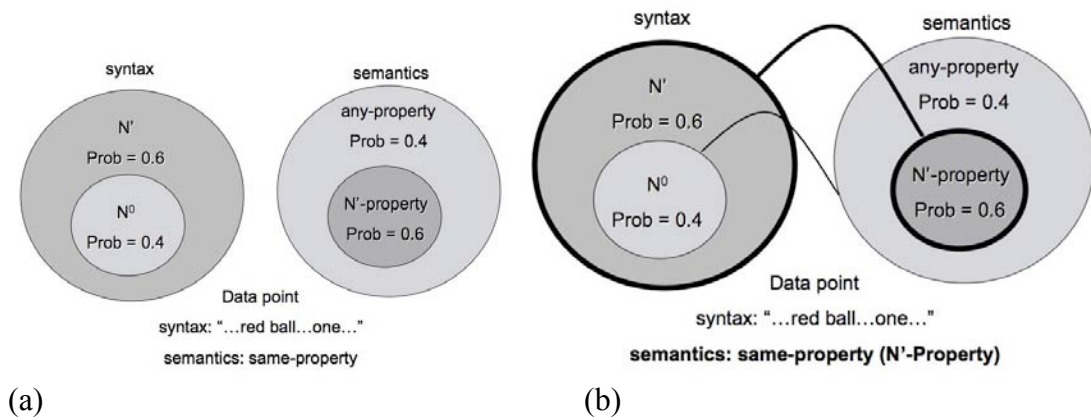 syntax
semantics
N'
Prob = 0.6
N⁰
Prob = 0.4
any-property
Prob = 0.4
N'-property
Prob = 0.6
Data point
syntax: "...red ball...one..."
semantics: same-property
(a)
syntax
semantics
N'
Prob = 0.6
N⁰
Prob = 0.4
any-property
Prob = 0.4
N'-property
Prob = 0.6
Data point
syntax: "...red ball...one..."
semantics: same-property (N'-Property)
(b)